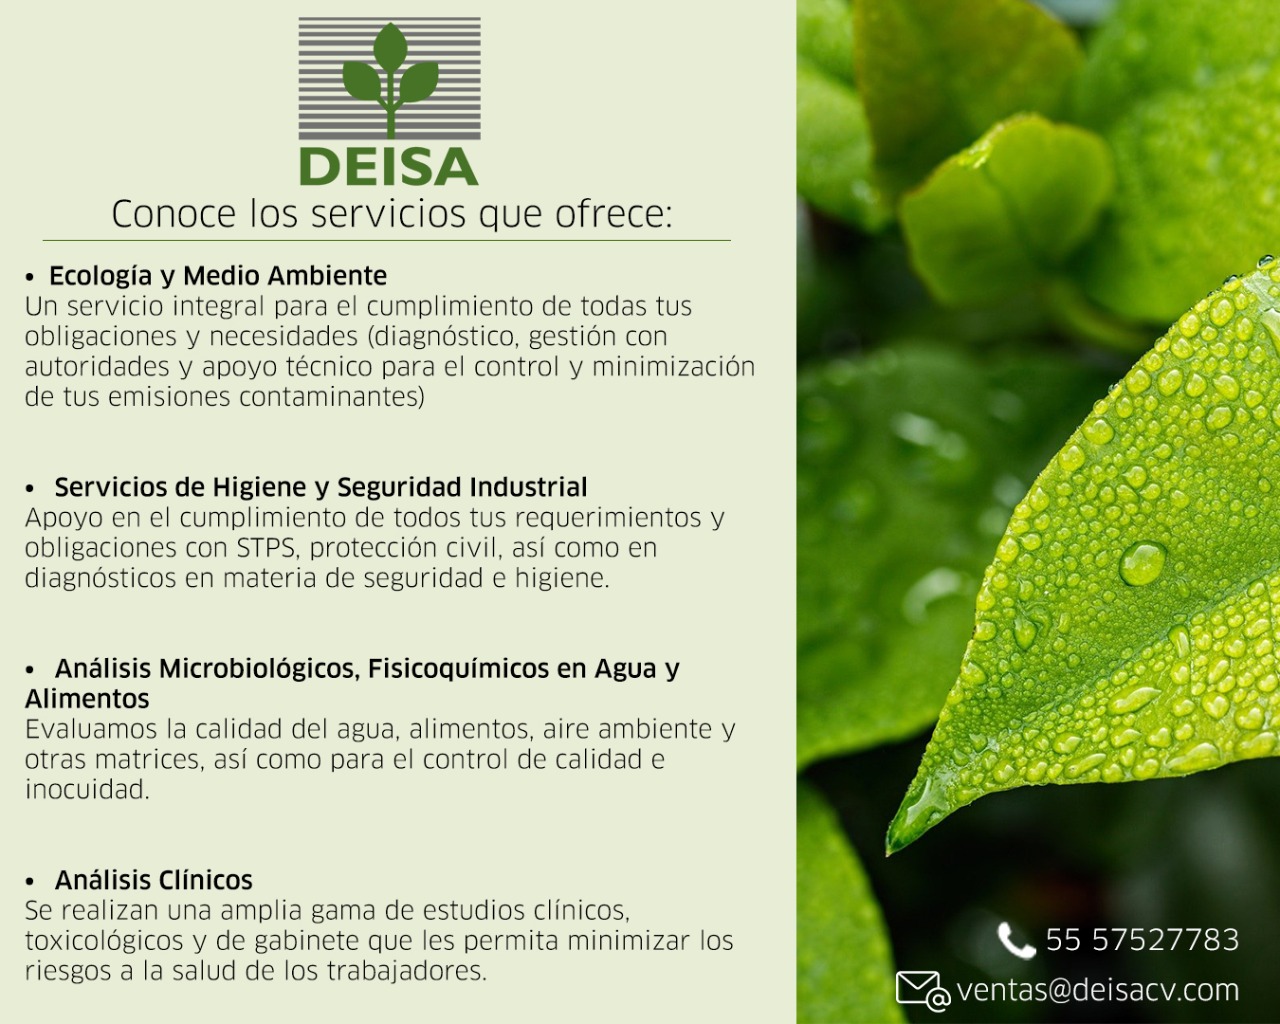 DEISA
Conoce los servicios que ofrece:
• Ecología y Medio Ambiente
Un servicio integral para el cumplimiento de todas tus
obligaciones y necesidades (diagnóstico, gestión con
autoridades y apoyo técnico para el control y minimización
de tus emisiones contaminantes)
• Servicios de Higiene y Seguridad Industrial
Apoyo en el cumplimiento de todos tus requerimientos y
obligaciones con STPS, protección civil, así como en
diagnósticos en materia de seguridad e higiene.
• Análisis Microbiológicos, Fisicoquímicos en Agua y
Alimentos
Evaluamos la calidad del agua, alimentos, aire ambiente y
otras matrices, así como para el control de calidad e
inocuidad.
• Análisis Clínicos
Se realizan una amplia gama de estudios clínicos,
toxicológicos y de gabinete que les permita minimizar los
riesgos a la salud de los trabajadores.
55 57527783
ventas@deisacv.com